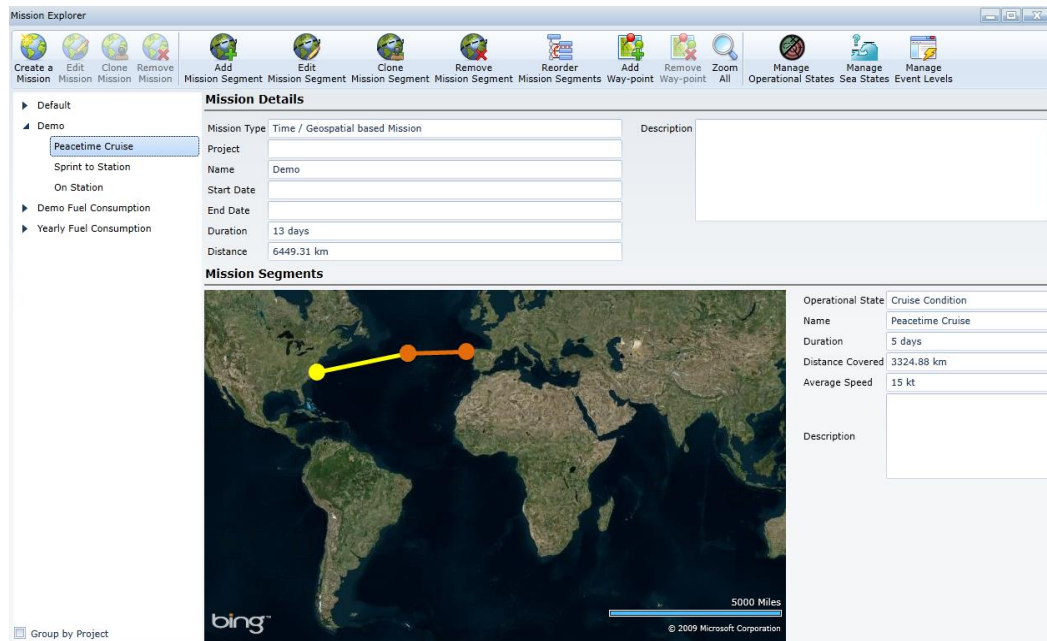 Mission Explorer
Create a Mission
Edit Mission
Clone Mission
Remove Mission
Add Mission Segment
Edit Mission Segment
Clone Mission Segment
Remove Mission Segment
Reorder Mission Segments
Add Way-point
Remove Way-point
Zoom All
Manage Operational States
Manage Sea States
Manage Event Levels
Default
Demo
Peacetime Cruise
Sprint to Station
On Station
Demo Fuel Consumption
Yearly Fuel Consumption
Group by Project
Mission Details
Mission Type Time / Geospatial based Mission
Project
Name Demo
Start Date
End Date
Duration 13 days
Distance 6449.31 km
Description
Mission Segments
5000 Miles
bing™
© 2009 Microsoft Corporation
Operational State Cruise Condition
Name Peacetime Cruise
Duration 5 days
Distance Covered 3324.88 km
Average Speed 15 kt
Description